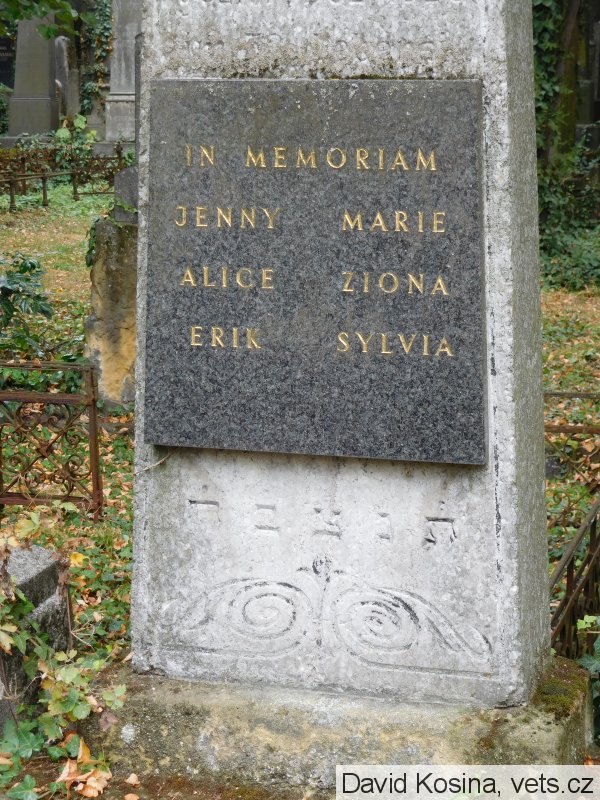 IN MEMORIAM
JENNY MARIE
ALICE ZIONA
ERIK SYLVIA
ת נ צ ב ה
David Kosina, vets.cz